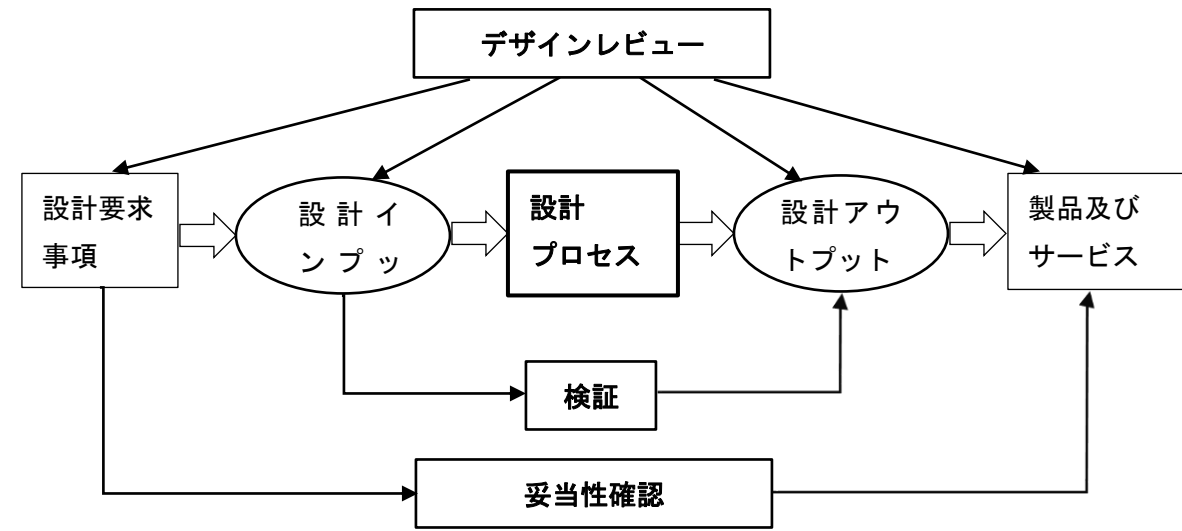 デザインレビュー
設計要求
事項
設計イ
ンプッ
設計
プロセス
設計アウ
トプット
製品及び
サービス
検証
妥当性確認